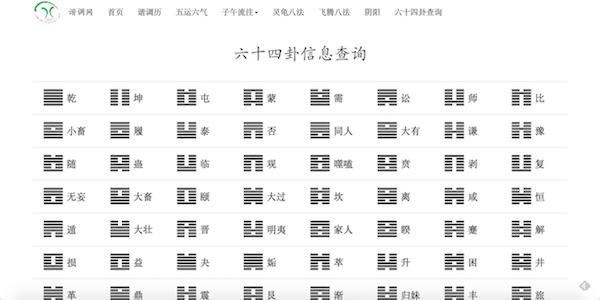 谐调网 首页 谐调历 五运六气 子午流注 灵龟八法 飞腾八法 阴阳 六十四卦查询
六十四卦信息查询
乾 坤 屯 蒙 需 讼 师 比
小畜 履 泰 否 同人 大有 谦 豫
随 蛊 临 观 噬嗑 贲 剥 复
无妄 大畜 颐 大过 坎 离 咸 恒
遁 大壮 晋 明夷 家人 睽 蹇 解
损 益 夬 姤 萃 升 困 井
革 鼎 震 艮 渐 归妹 丰 旅